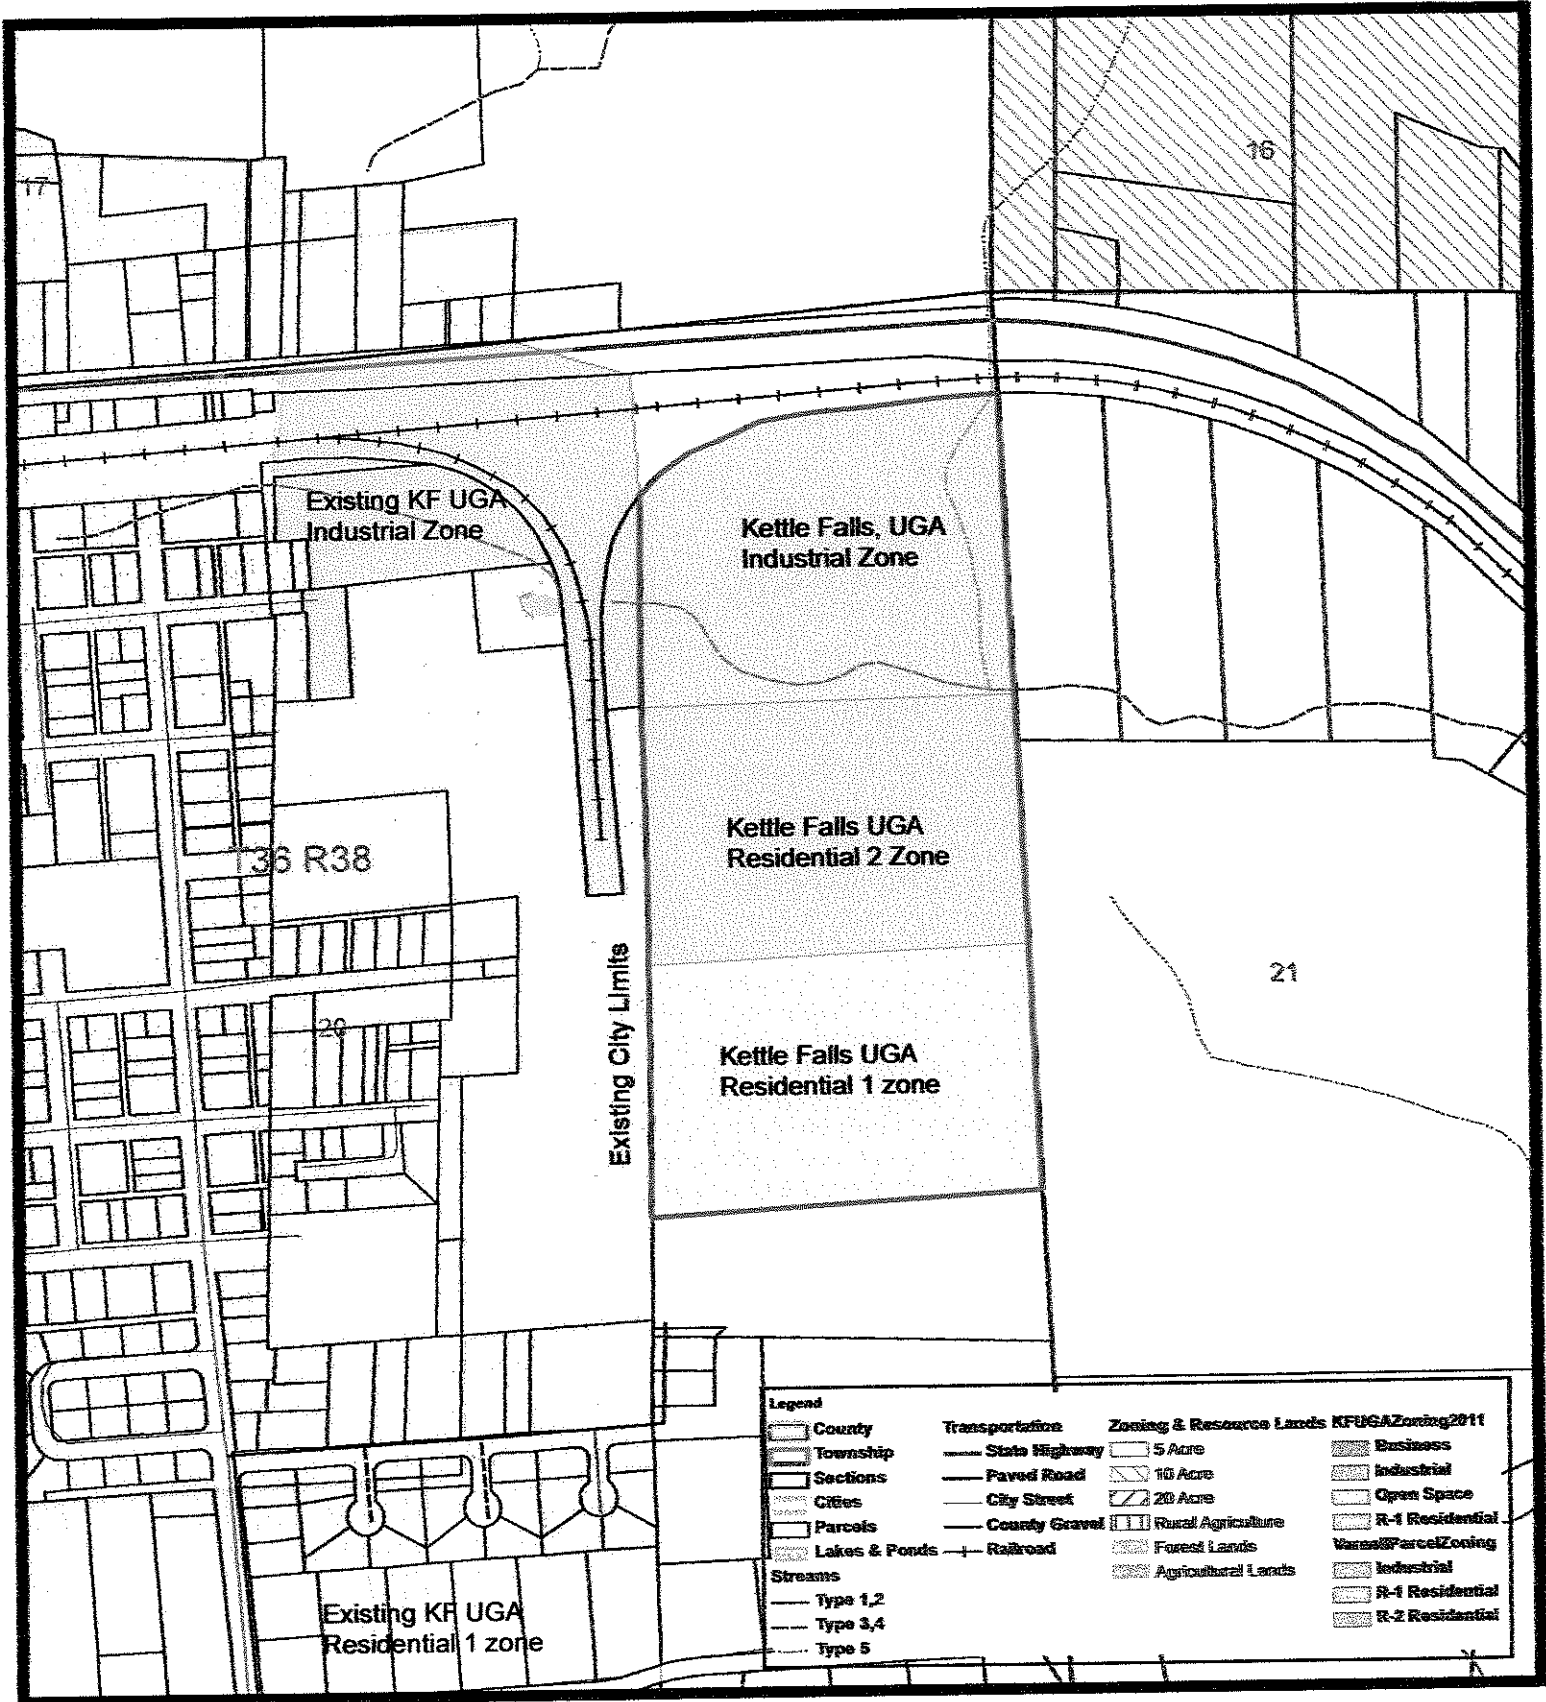 17
16
Existing KF UGA
Industrial Zone
Kettle Falls, UGA
Industrial Zone
Kettle Falls UGA
Residential 2 Zone
T36 R38
21
20
Existing City Limits
Kettle Falls UGA
Residential 1 zone
Existing KF UGA
Residential 1 zone
Legend
County
Township
Sections
Cities
Parcels
Lakes & Ponds
Streams
Type 1,2
Type 3,4
Type 5
Transportation
State Highway
Paved Road
City Street
County Gravel
Railroad
Zoning & Resource Lands
5 Acre
10 Acre
20 Acre
Rural Agriculture
Forest Lands
Agricultural Lands
KFUGAZoning2011
Business
Industrial
Open Space
R-1 Residential
Industrial
R-1 Residential
R-2 Residential